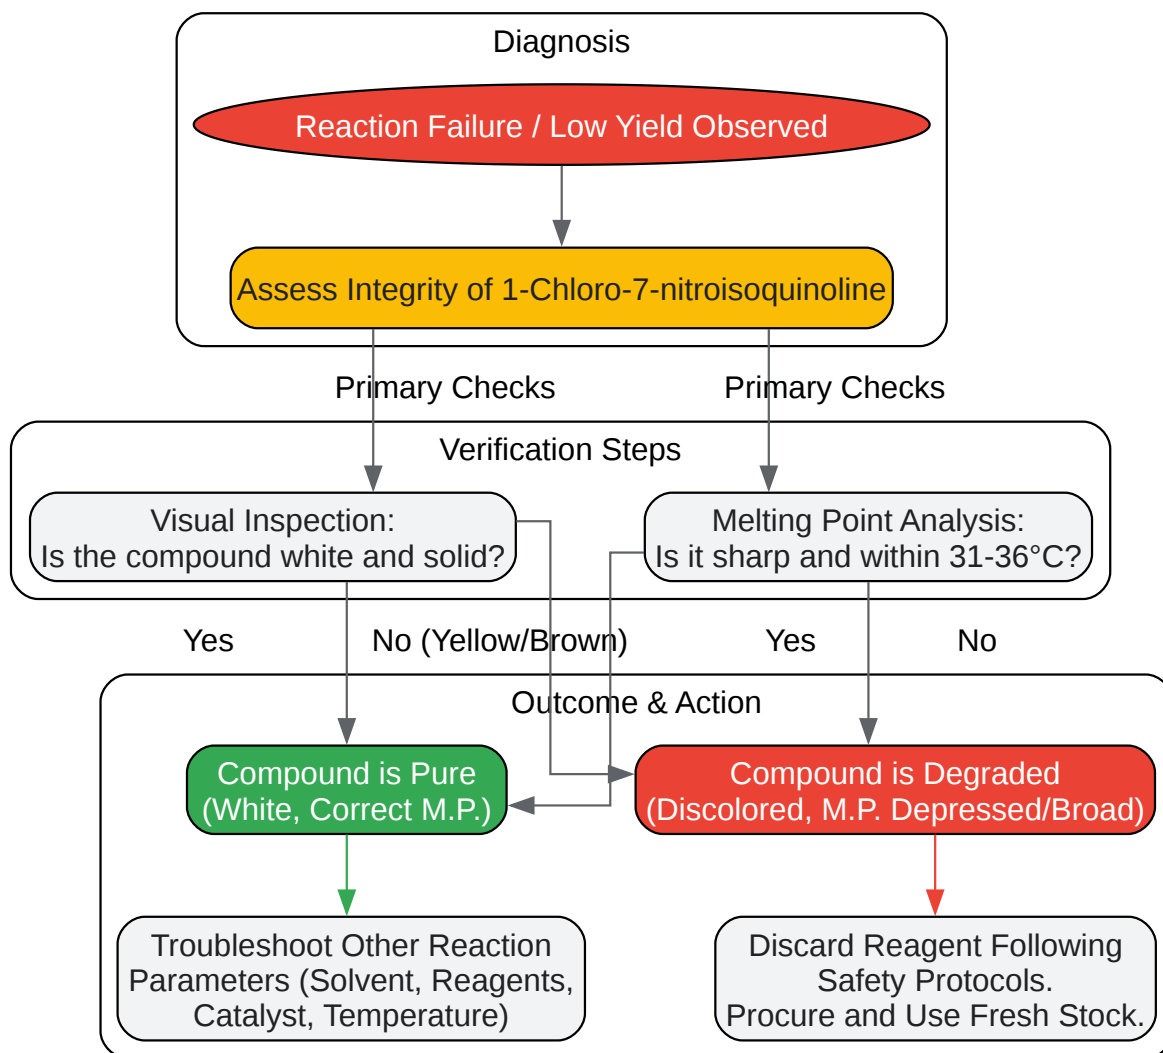 Diagnosis
Reaction Failure / Low Yield Observed
Assess Integrity of 1-Chloro-7-nitroisoquinoline
Primary Checks
Primary Checks
Verification Steps
Visual Inspection:
Is the compound white and solid?
Melting Point Analysis:
Is it sharp and within 31-36°C?
Yes
No (Yellow/Brown)
Yes
No
Outcome & Action
Compound is Pure
(White, Correct M.P.)
Compound is Degraded
(Discolored, M.P. Depressed/Broad)
Troubleshoot Other Reaction
Parameters (Solvent, Reagents,
Catalyst, Temperature)
Discard Reagent Following
Safety Protocols.
Procure and Use Fresh Stock.